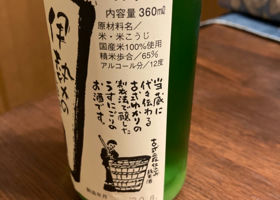 内容量 360㎖
原材料名／
米・米こうじ
国産米100％使用
精米歩合／65％
アルコール分／12度
当蔵に
代々伝わる
古式ゆかりの
製法で醸した
うすにごりの
お酒です。
伊勢の